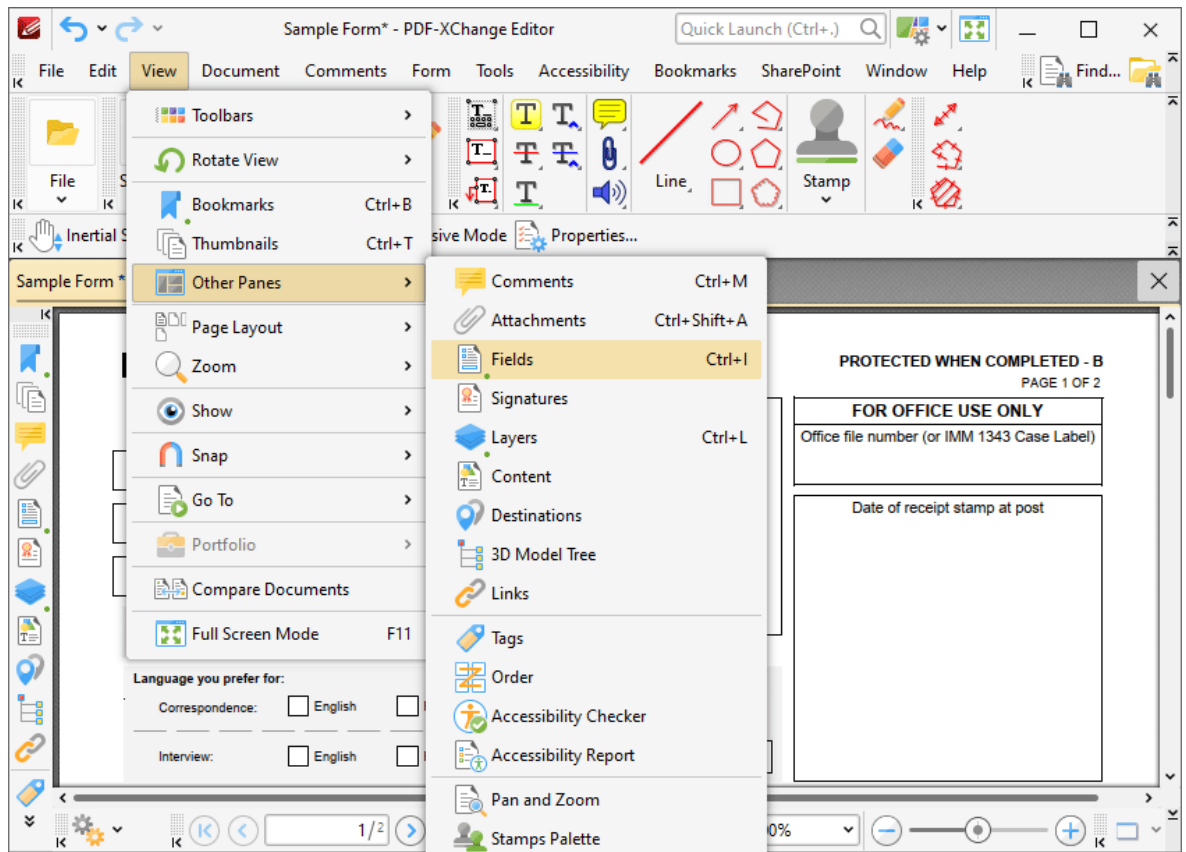 Sample Form* - PDF-XChange Editor
Quick Launch (Ctrl+.)
File Edit View Document Comments Form Tools Accessibility Bookmarks SharePoint Window Help Find...
File
Line
Stamp
Inertial
Mode Properties...
Sample Form *
Toolbars
Rotate View
Bookmarks Ctrl+B
Thumbnails Ctrl+T
Other Panes
Page Layout
Zoom
Show
Snap
Go To
Portfolio
Compare Documents
Full Screen Mode F11
Comments Ctrl+M
Attachments Ctrl+Shift+A
Fields Ctrl+I
Signatures
Layers Ctrl+L
Content
Destinations
3D Model Tree
Links
Tags
Order
Accessibility Checker
Accessibility Report
Pan and Zoom
Stamps Palette
PROTECTED WHEN COMPLETED - B
PAGE 1 OF 2
FOR OFFICE USE ONLY
Office file number (or IMM 1343 Case Label)
Date of receipt stamp at post
Language you prefer for:
Correspondence: English
Interview: English
1/2